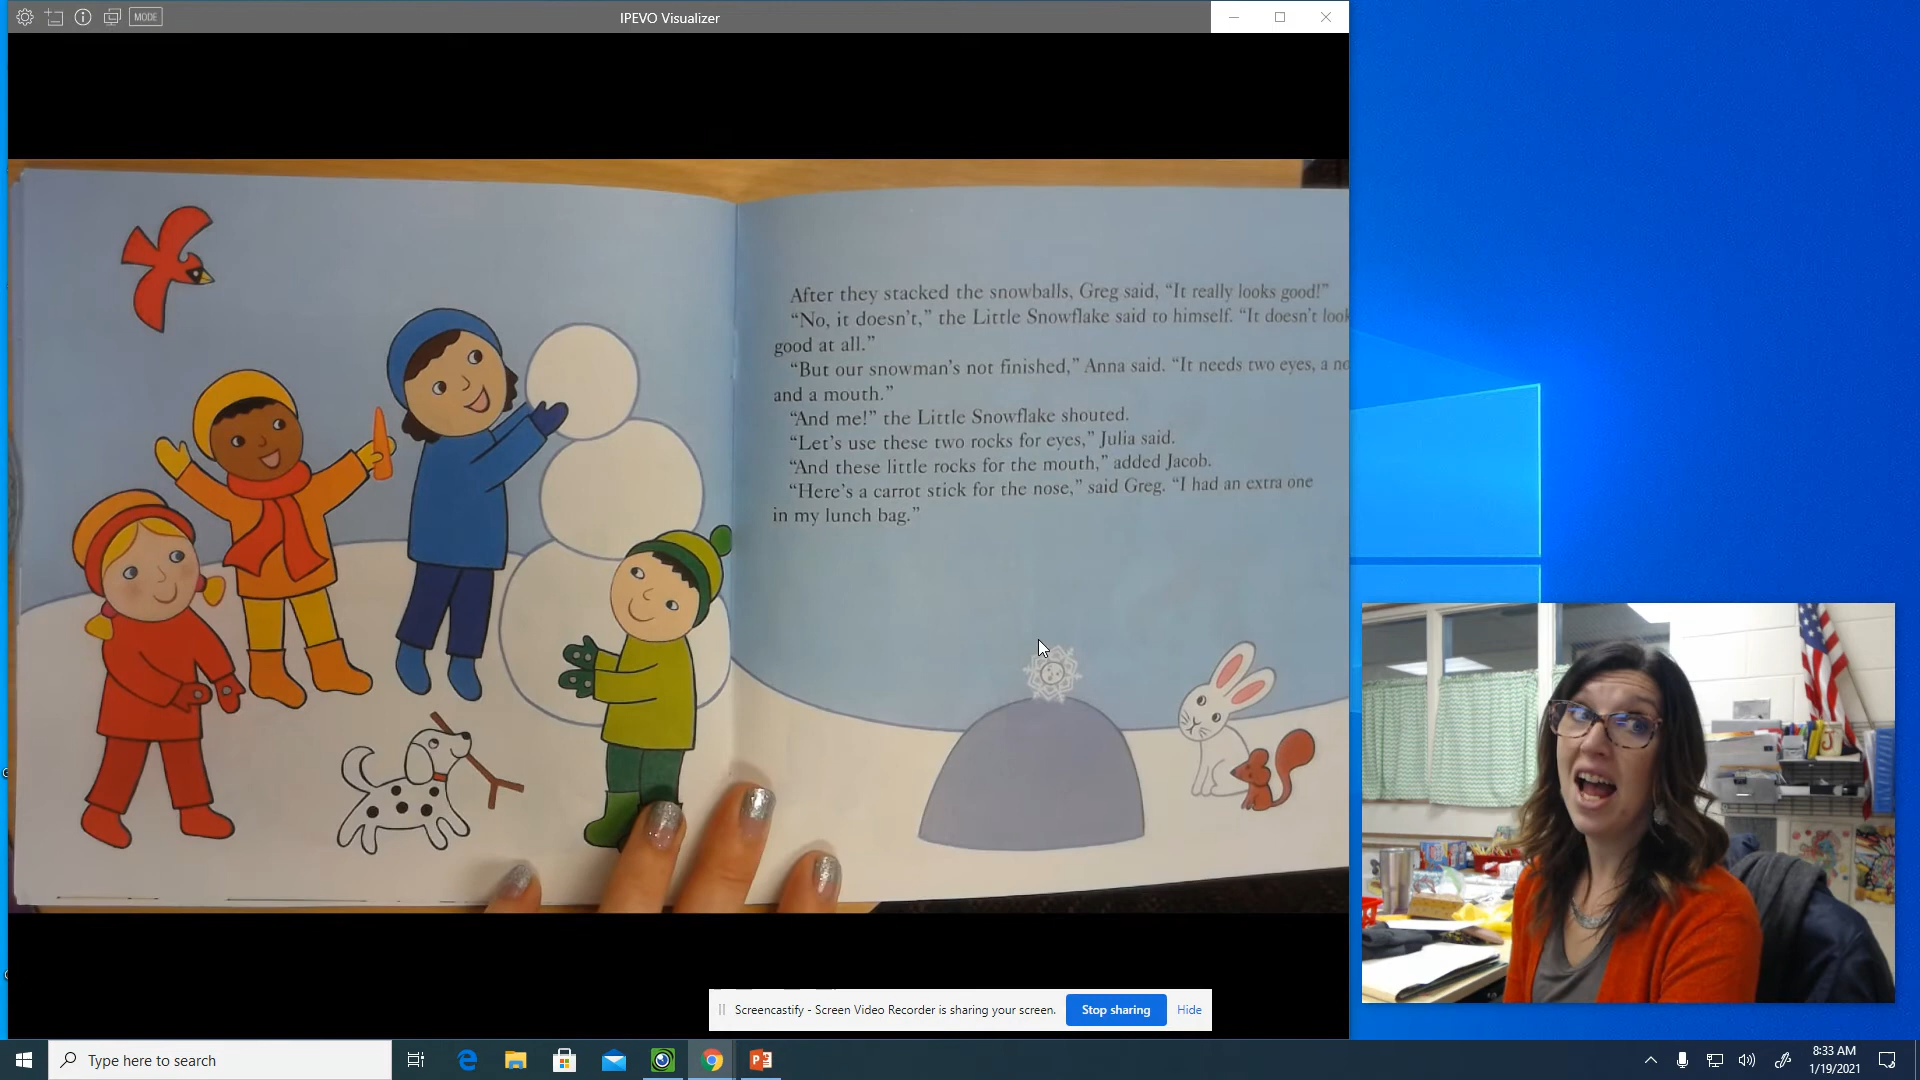 MODE
IPEVO Visualizer
After they stacked the snowballs, Greg said, “It really looks good!”
“No, it doesn’t,” the Little Snowflake said to himself. “It doesn’t look
good at all.”
“But our snowman’s not finished,” Anna said. “It needs two eyes, a
and a mouth.”
“And me!” the Little Snowflake shouted.
“Let’s use these two rocks for eyes,” Julia said.
“And these little rocks for the mouth,” added Jacob.
“Here’s a carrot stick for the nose,” said Greg. “I had an extra one
in my lunch bag.”
Screencastify - Screen Video Recorder is sharing your screen.
Stop sharing
Hide
Type here to search
8:33 AM
1/19/2021